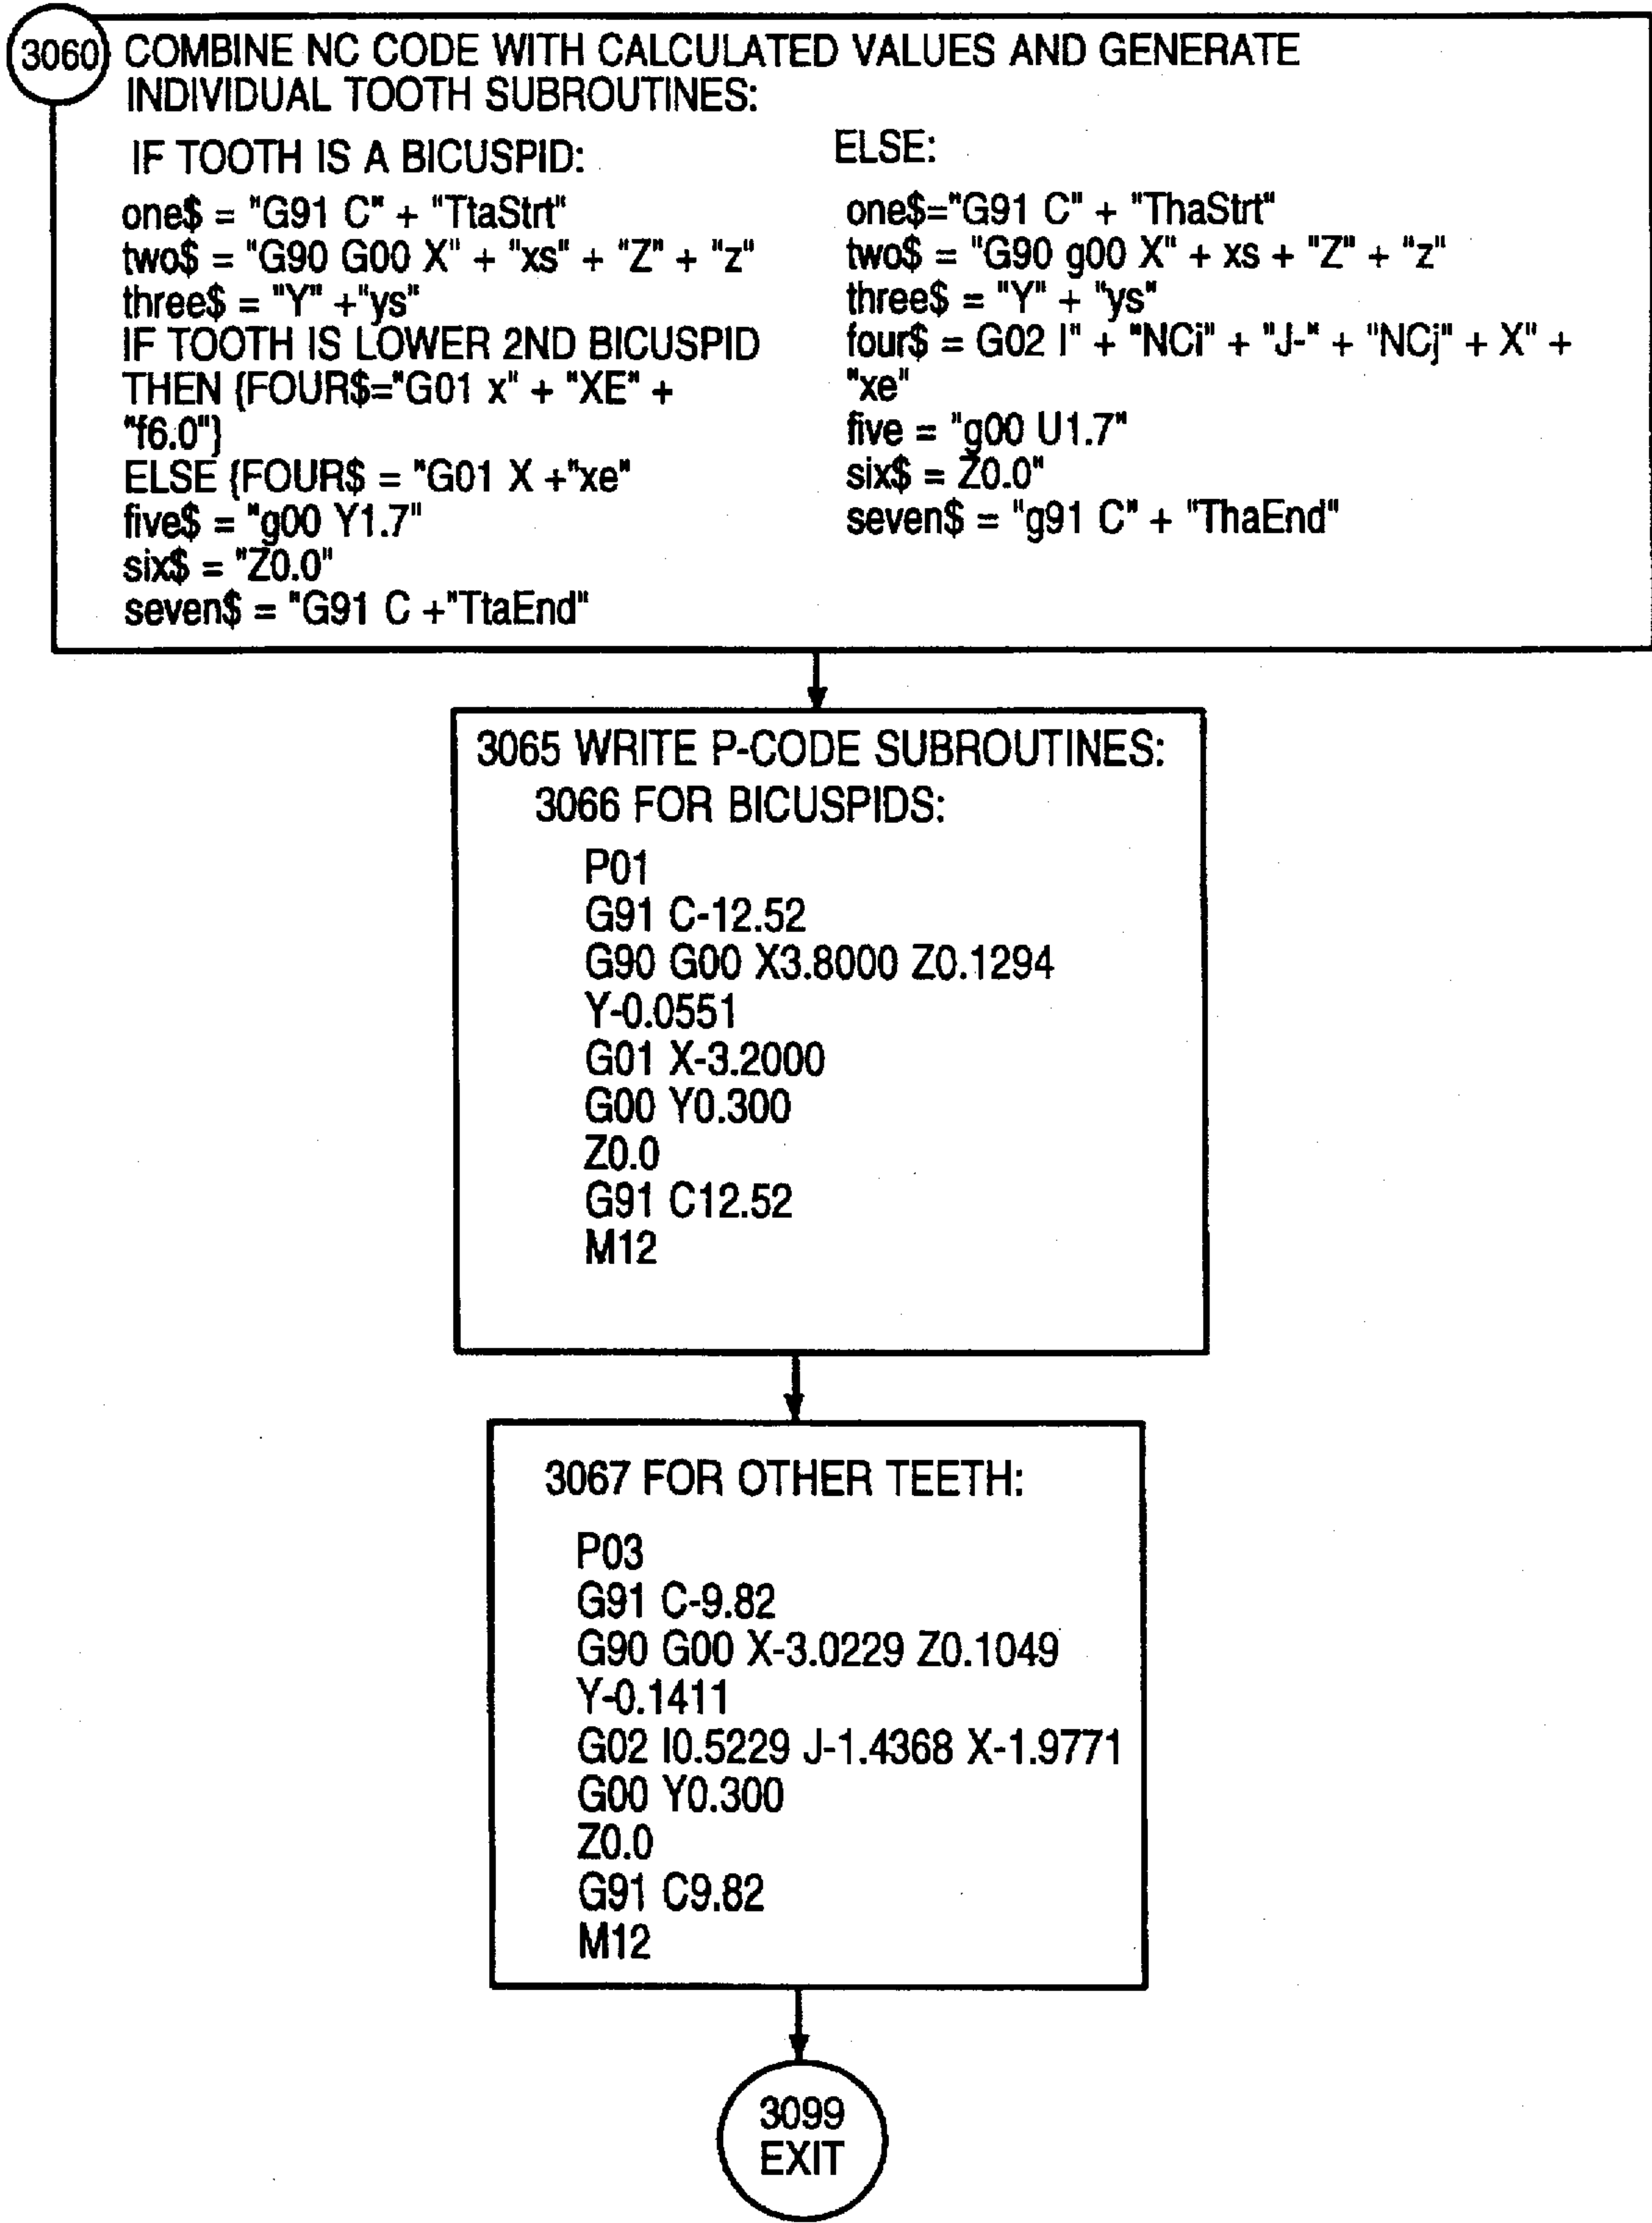 3060 COMBINE NC CODE WITH CALCULATED VALUES AND GENERATE
INDIVIDUAL TOOTH SUBROUTINES:
IF TOOTH IS A BICUSPID:
one$ = "G91 C" + "TtaStrt"
two$ = "G90 G00 X" + "xs" + "Z" + "z"
three$ = "Y" +"ys"
IF TOOTH IS LOWER 2ND BICUSPID
THEN {FOUR$="G01 x" + "XE" +
"f6.0"}
ELSE {FOUR$ = "G01 X +"xe"
five$ = "g00 Y1.7"
six$ = "Z0.0"
seven$ = "G91 C +"TtaEnd"
ELSE:
one$="G91 C" + "ThaStrt"
two$ = "G90 g00 X" + xs + "Z" + "z"
three$ = "Y" + "ys"
four$ = G02 I" + "NCi" + "J-" + "NCj" + X" +
"xe"
five = "g00 U1.7"
six$ = Z0.0"
seven$ = "g91 C" + "ThaEnd"
3065 WRITE P-CODE SUBROUTINES:
3066 FOR BICUSPIDS:
P01
G91 C-12.52
G90 G00 X3.8000 Z0.1294
Y-0.0551
G01 X-3.2000
G00 Y0.300
Z0.0
G91 C12.52
M12
3067 FOR OTHER TEETH:
P03
G91 C-9.82
G90 G00 X-3.0229 Z0.1049
Y-0.1411
G02 I0.5229 J-1.4368 X-1.9771
G00 Y0.300
Z0.0
G91 C9.82
M12
3099
EXIT